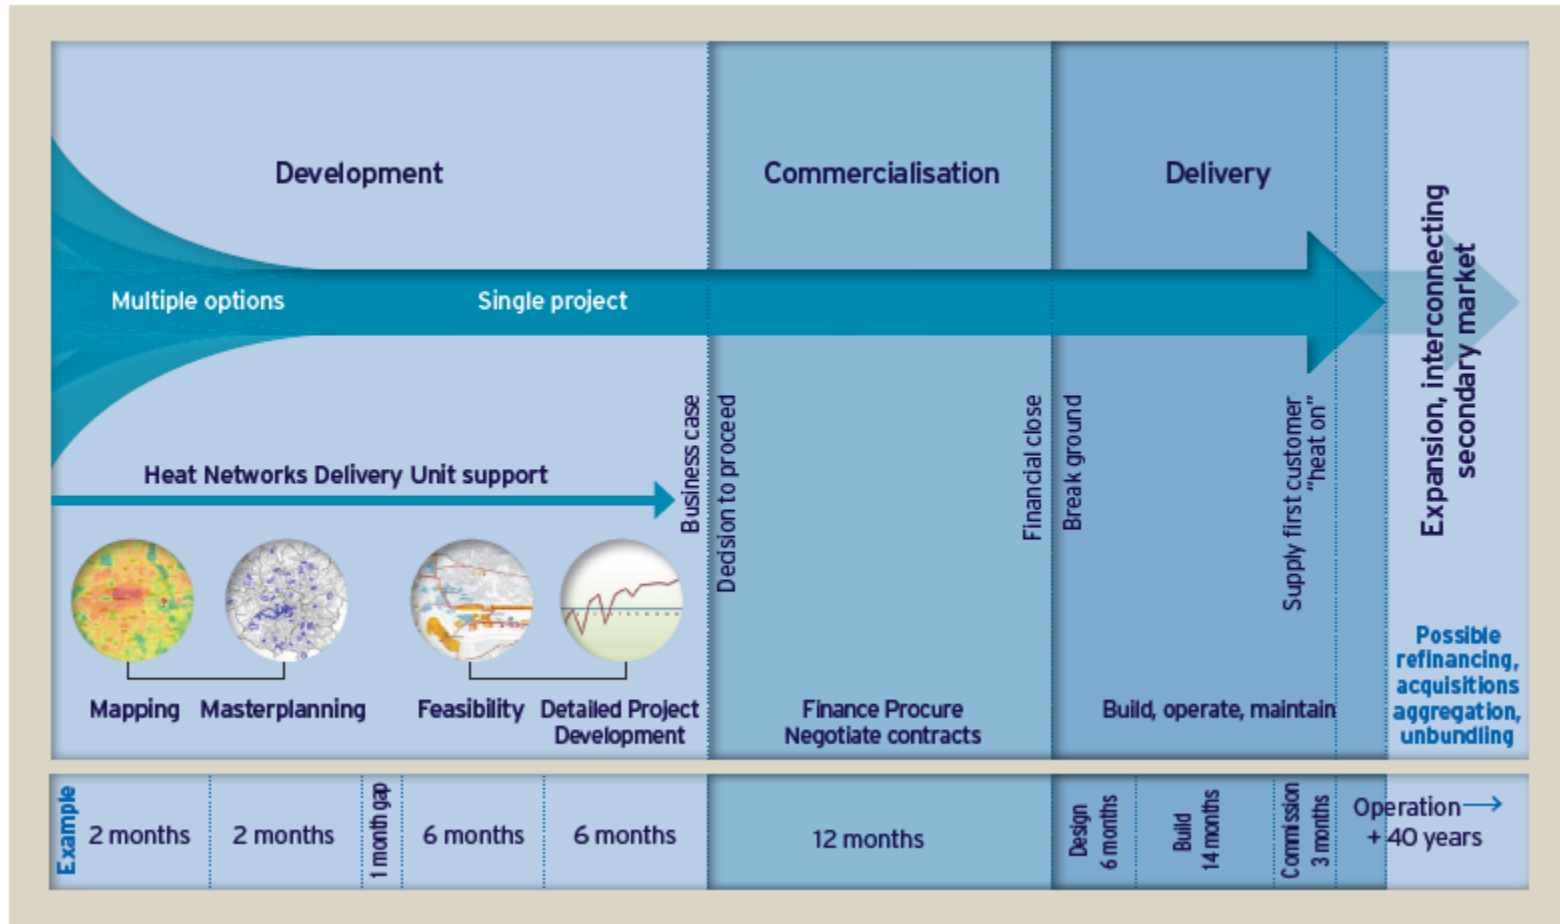 Development
Commercialisation
Delivery
Multiple options
Single project
Heat Networks Delivery Unit support
Business case
Decision to proceed
Financial close
Break ground
Supply first customer
“heat on”
Expansion, interconnecting
secondary market
Mapping
Masterplanning
Feasibility
Detailed Project
Development
Finance Procure
Negotiate contracts
Build, operate, maintain
Possible
refinancing,
acquisitions
aggregation,
unbundling
Example
2 months
2 months
1 month gap
6 months
6 months
12 months
Design
6 months
Build
14 months
Commission
3 months
Operation→
+ 40 years